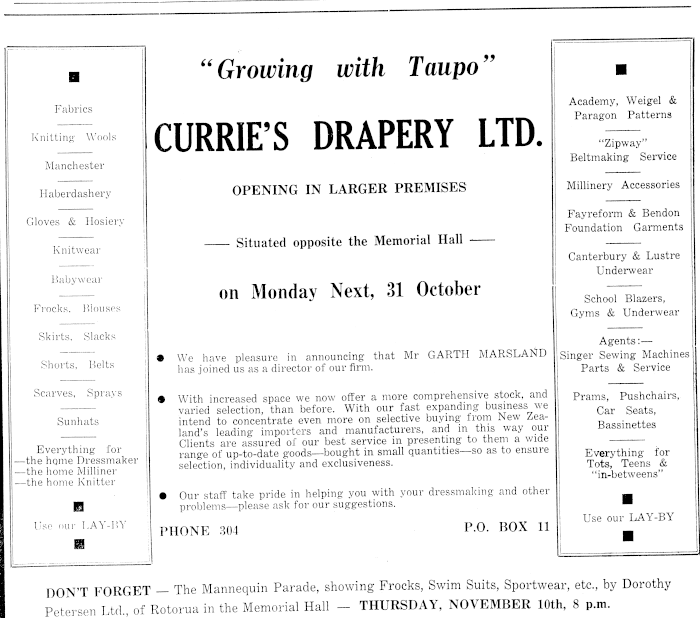 "Growing with Taupo"
CURRIE'S DRAPERY LTD.
OPENING IN LARGER PREMISES
— Situated opposite the Memorial Hall —
on Monday Next, 31 October
Fabrics
Knitting Wools
Manchester
Haberdashery
Gloves & Hosiery
Knitwear
Babywear
Frocks, Blouses
Skirts, Slacks
Shorts, Belts
Scarves, Sprays
Sunhats
Everything for
—the home Dressmaker
—the home Milliner
—the home Knitter
Use our LAY-BY
● We have pleasure in announcing that Mr GARTH MARSLAND
has joined us as a director of our firm.
● With increased space we now offer a more comprehensive stock, and
varied selection, than before. With our fast expanding business we
intend to concentrate even more on selective buying from New Zea-
land's leading importers and manufacturers, and in this way our
Clients are assured of our best service in presenting to them a wide
range of up-to-date goods—bought in small quantities—so as to ensure
selection, individuality and exclusiveness.
● Our staff take pride in helping you with your dressmaking and other
problems—please ask for our suggestions.
PHONE 304
P.O. BOX 11
Academy, Weigel &
Paragon Patterns
"Zipway"
Beltmaking Service
Millinery Accessories
Fayreform & Bendon
Foundation Garments
Canterbury & Lustre
Underwear
School Blazers,
Gyms & Underwear
Agents:—
Singer Sewing Machines
Parts & Service
Prams, Pushchairs,
Car Seats,
Bassinettes
Everything for
Tots, Teens &
"in-betweens"
Use our LAY-BY
DON'T FORGET — The Mannequin Parade, showing Frocks, Swim Suits, Sportwear, etc., by Dorothy
Petersen Ltd., of Rotorua in the Memorial Hall — THURSDAY, NOVEMBER 10th, 8 p.m.